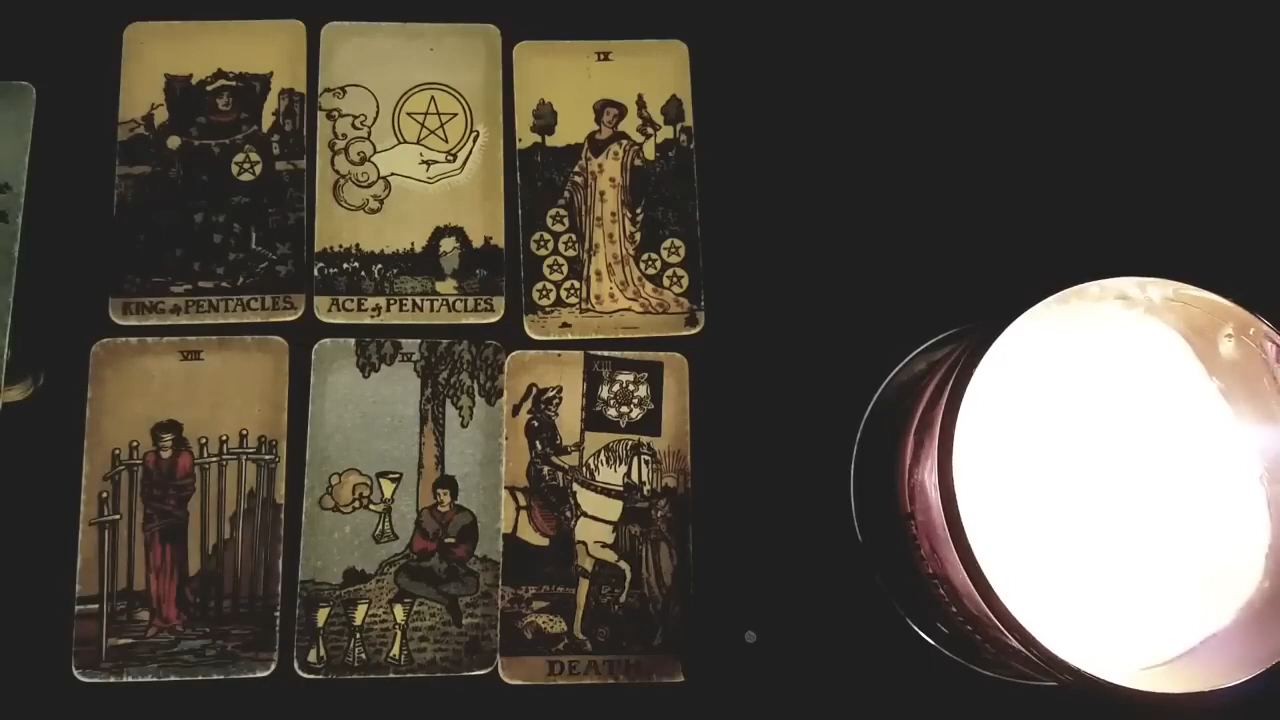 KING of PENTACLES.
ACE of PENTACLES.
IX
VIII
IV
XIII
DEATH